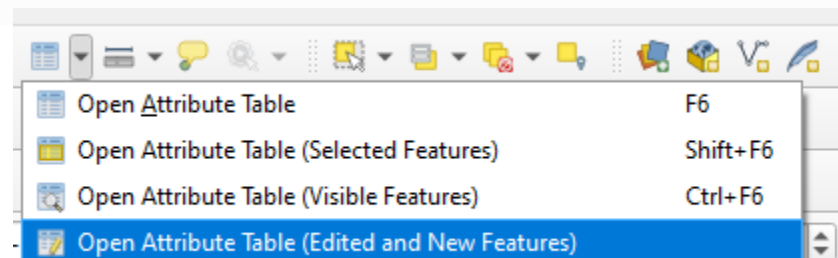 Open Attribute Table F6
Open Attribute Table (Selected Features) Shift+F6
Open Attribute Table (Visible Features) Ctrl+F6
Open Attribute Table (Edited and New Features)